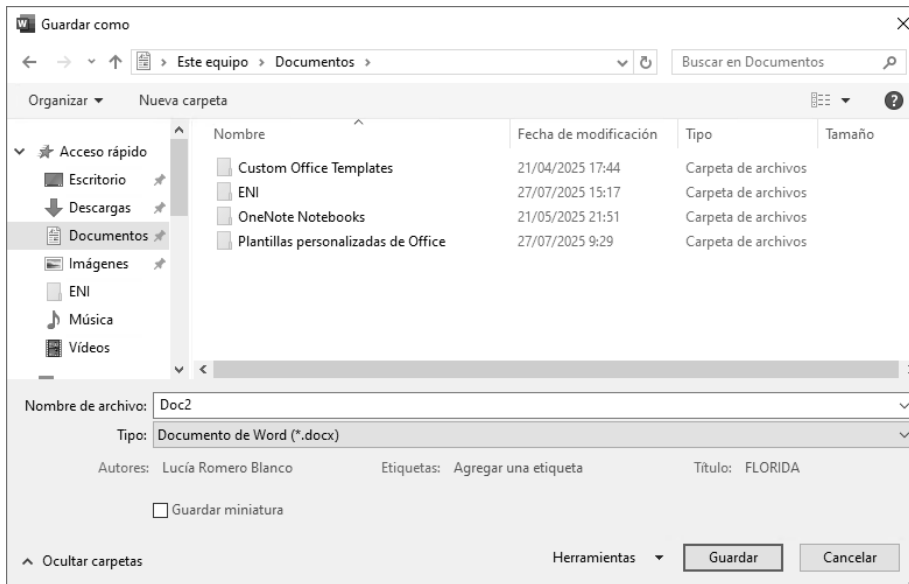 Guardar como
Este equipo > Documentos >
Buscar en Documentos
Organizar
Nueva carpeta
Nombre
Fecha de modificación
Tipo
Tamaño
Acceso rápido
Escritorio
Descargas
Documentos
Imágenes
ENI
Música
Vídeos
Custom Office Templates 21/04/2025 17:44 Carpeta de archivos
ENI 27/07/2025 15:17 Carpeta de archivos
OneNote Notebooks 21/05/2025 21:51 Carpeta de archivos
Plantillas personalizadas de Office 27/07/2025 9:29 Carpeta de archivos
Nombre de archivo: Doc2
Tipo: Documento de Word (*.docx)
Autores: Lucía Romero Blanco Etiquetas: Agregar una etiqueta Título: FLORIDA
Guardar miniatura
Ocultar carpetas
Herramientas
Guardar
Cancelar